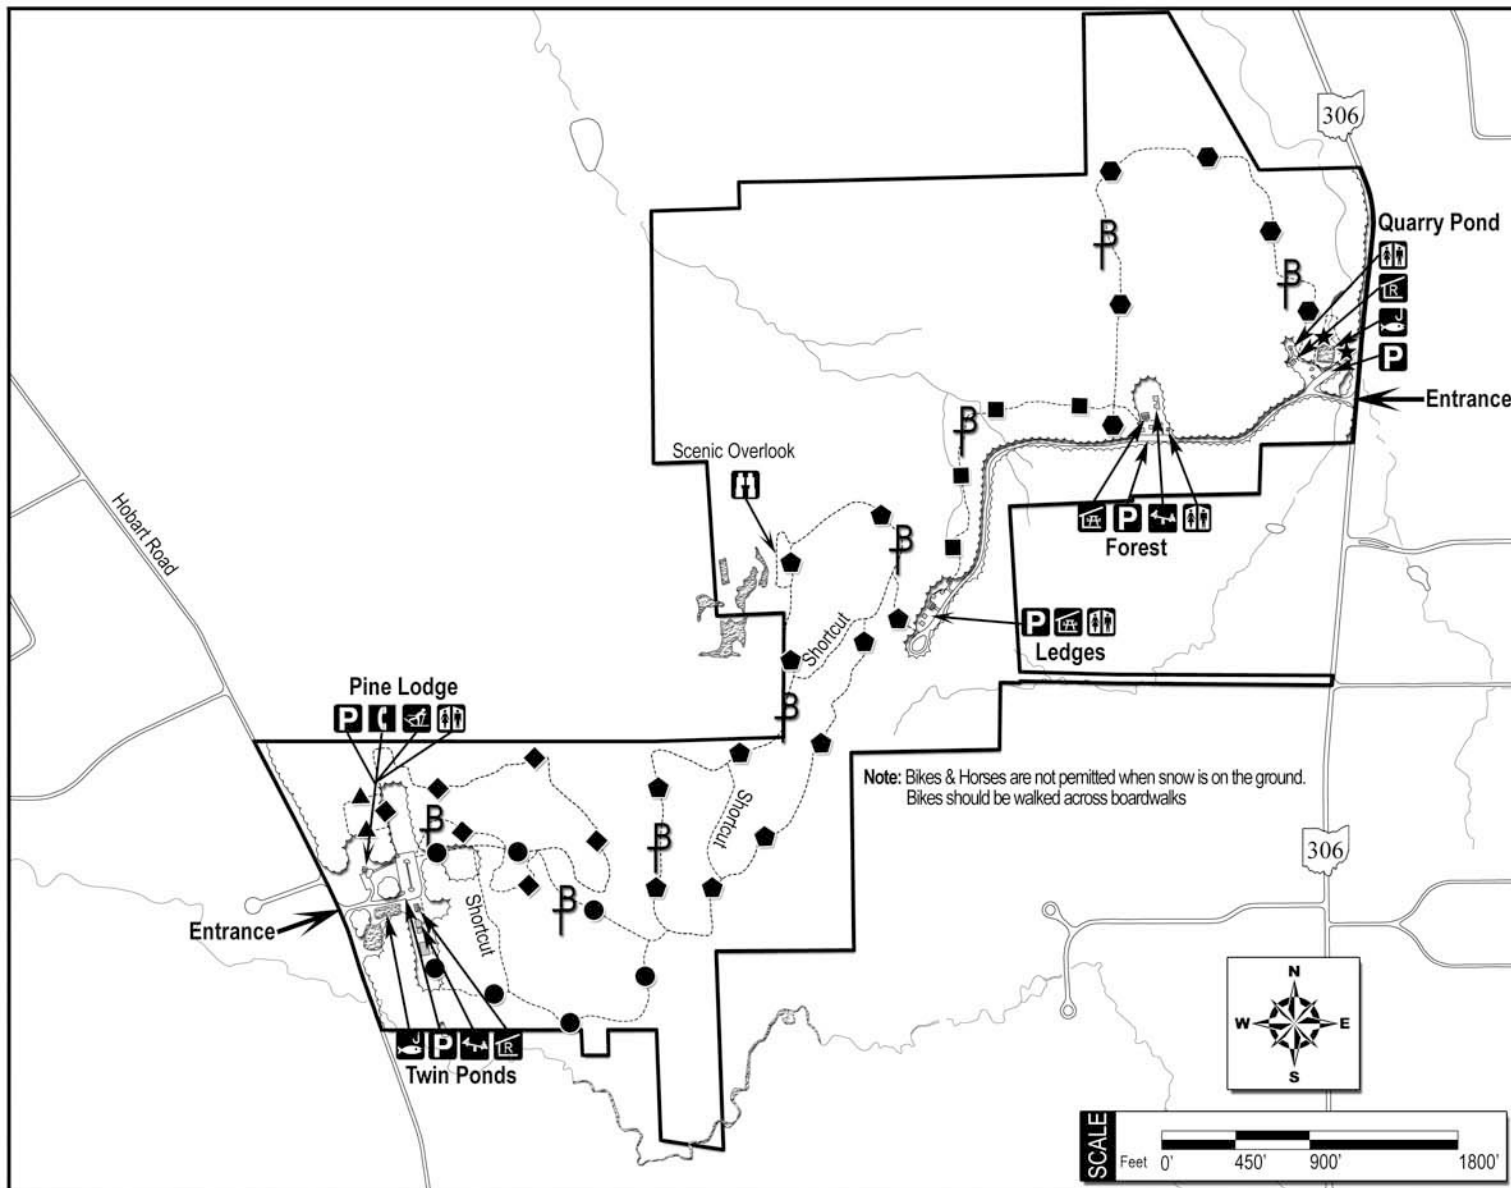 306
Quarry Pond
R
P
Entrance
Scenic Overlook
B
B
B
B
P
Forest
Hobart Road
P
Ledges
Shortcut
Pine Lodge
P
B
Note: Bikes & Horses are not pemitted when snow is on the ground.
Bikes should be walked across boardwalks
Shortcut
B
B
306
B
Shortcut
Entrance
P
R
Twin Ponds
N
W E
S
SCALE
Feet 0' 450' 900' 1800'